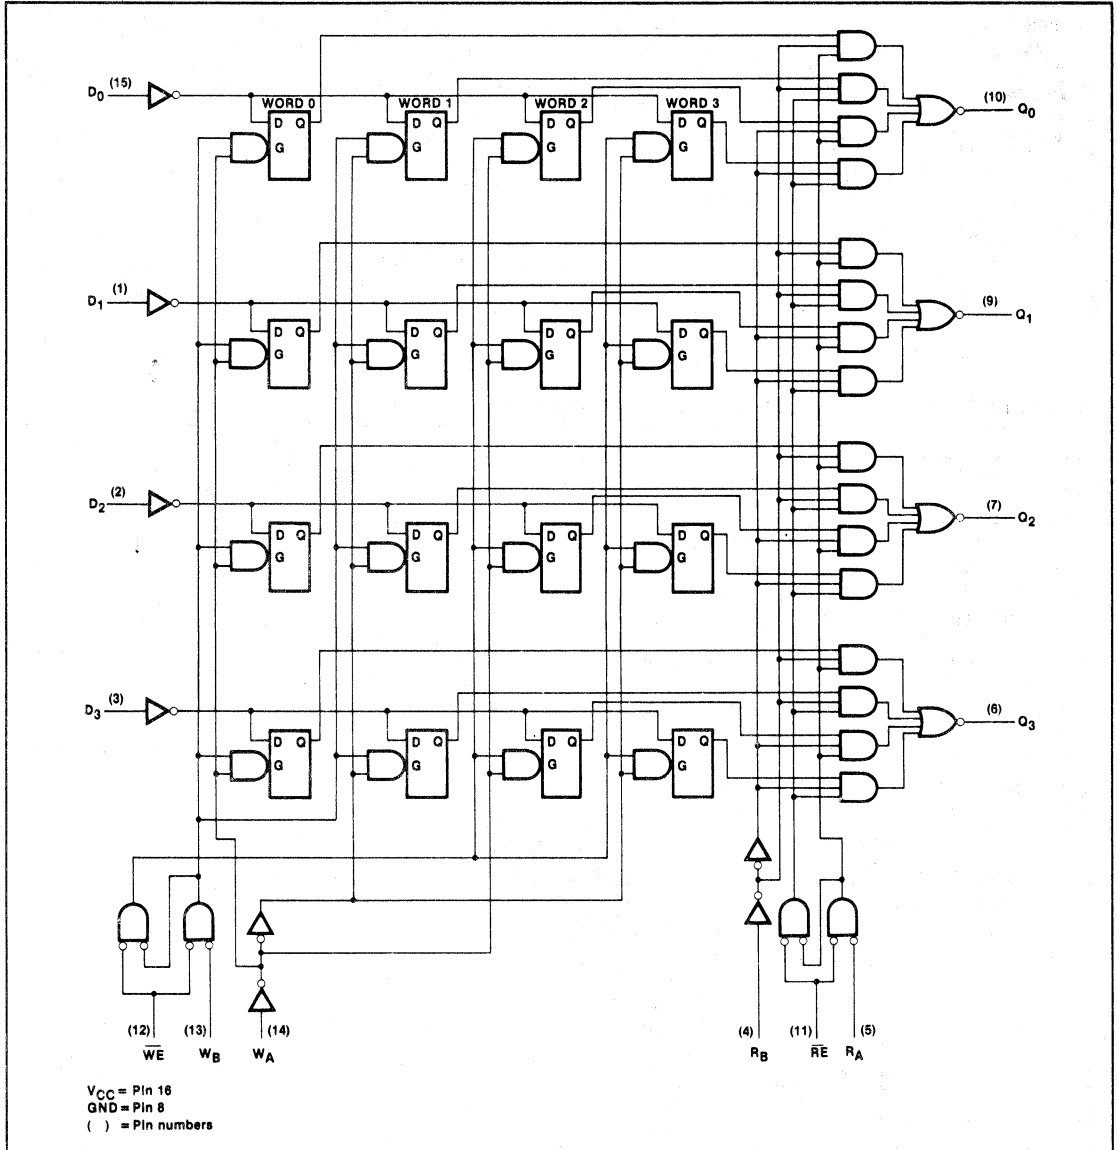 D0 (15)
WORD 0 WORD 1 WORD 2 WORD 3
D Q D Q D Q D Q
G G G G
(10) Q0
D1 (1)
D Q D Q D Q D Q
G G G G
(9) Q1
D2 (2)
D Q D Q D Q D Q
G G G G
(7) Q2
D3 (3)
D Q D Q D Q D Q
G G G G
(6) Q3
(12) (13) (14) (4) (11) (5)
WE WB WA RB RE RA
VCC = Pin 16
GND = Pin 8
( ) = Pin numbers